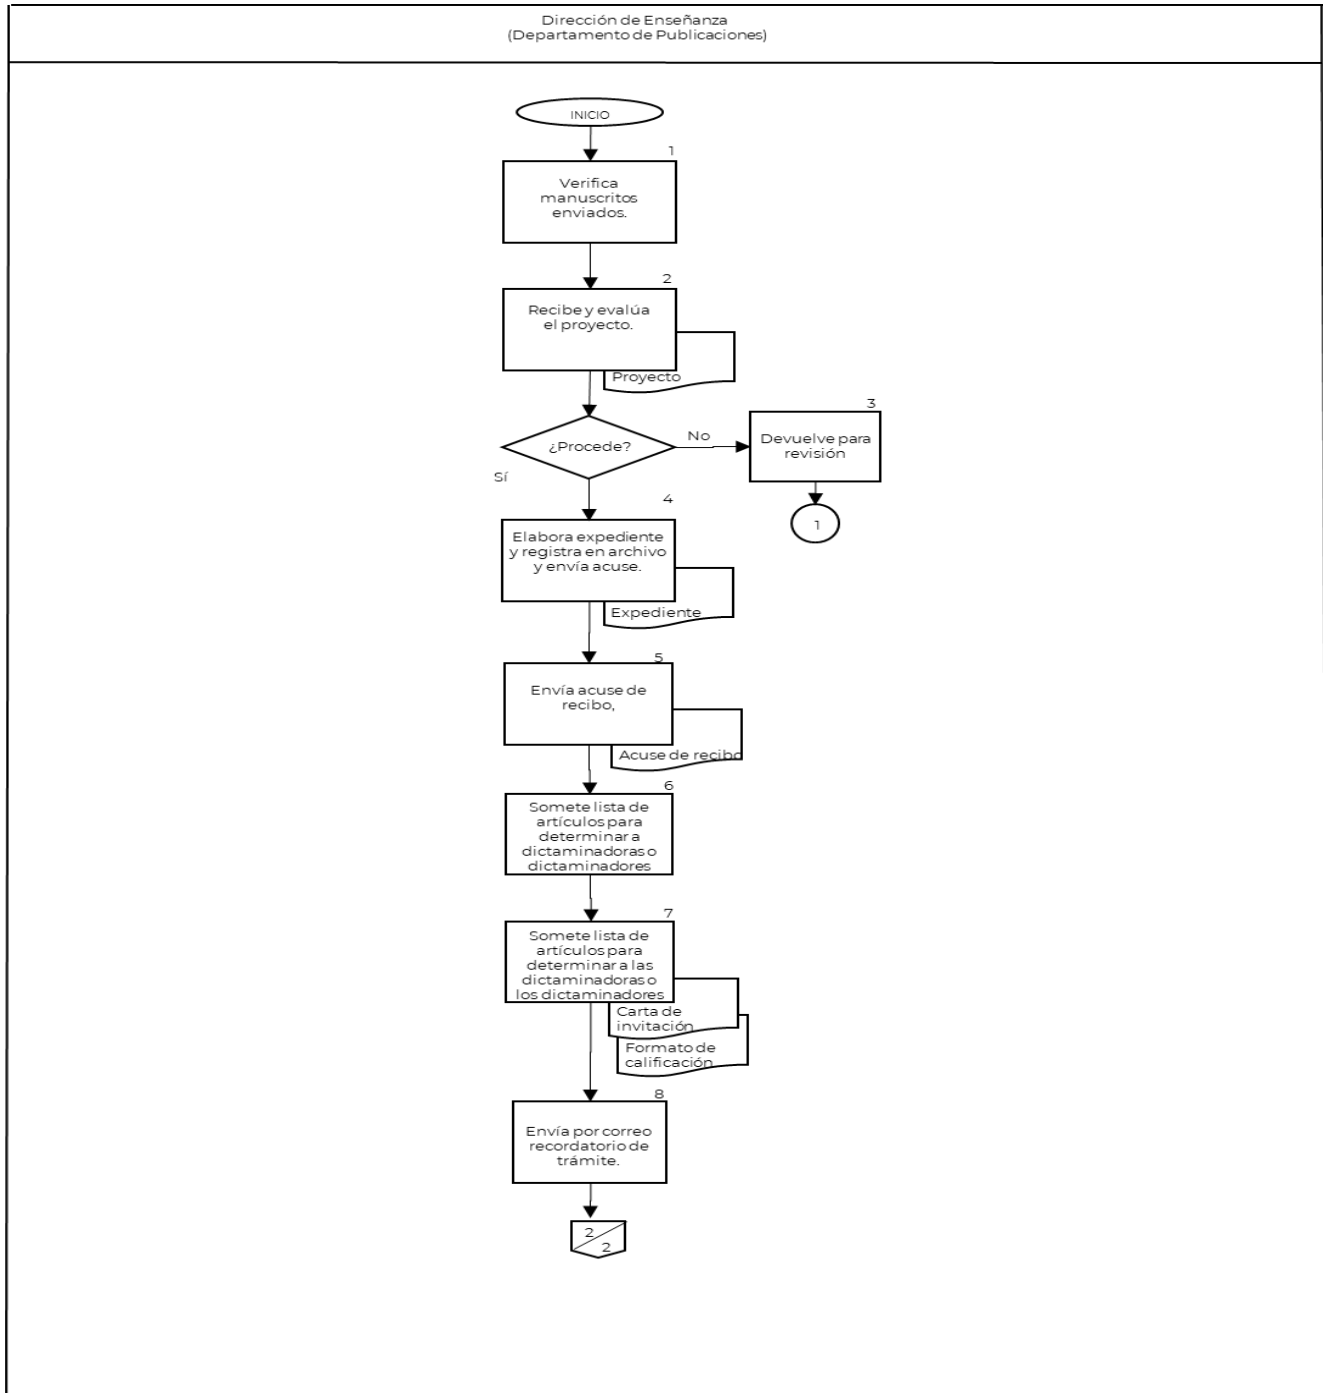 Dirección de Enseñanza
(Departamento de Publicaciones)
INICIO
1
Verifica
manuscritos
enviados.
2
Recibe y evalúa
el proyecto.
Proyecto
¿Procede?
No
Sí
3
Devuelve para
revisión
1
4
Elabora expediente
y registra en archivo
y envía acuse.
Expediente
5
Envía acuse de
recibo,
Acuse de recibo
6
Somete lista de
artículos para
determinar a
dictaminadoras o
dictaminadores
7
Somete lista de
artículos para
determinar a las
dictaminadoras o
los dictaminadores
Carta de
invitación
Formato de
calificación
8
Envía por correo
recordatorio de
trámite.
2
2